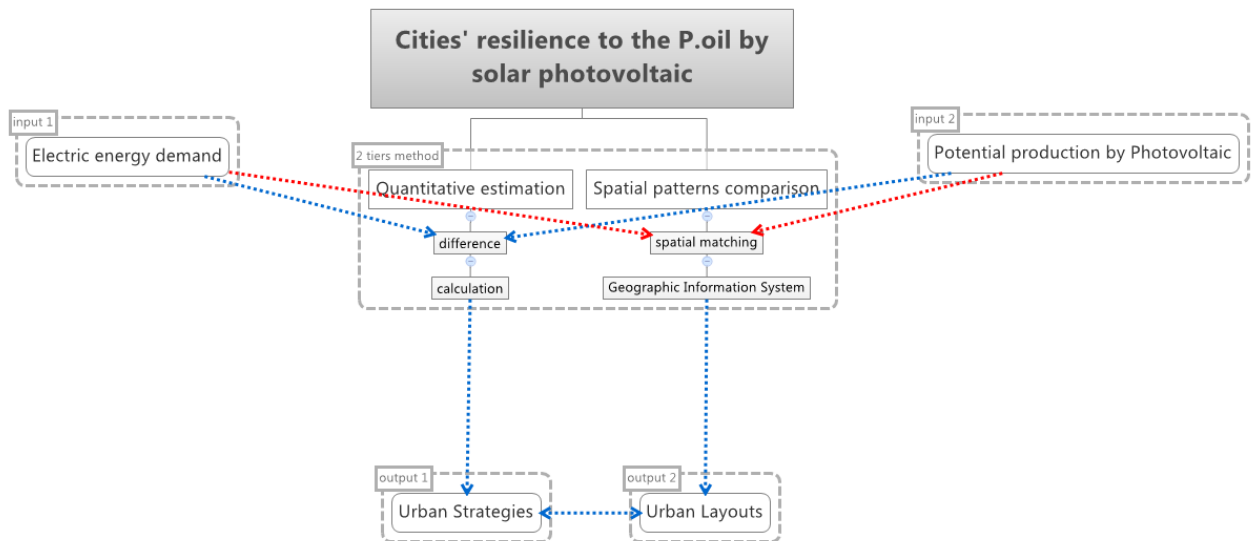 Cities' resilience to the P.oil by
solar photovoltaic
input 1
Electric energy demand
input 2
Potential production by Photovoltaic
2 tiers method
Quantitative estimation
Spatial patterns comparison
difference
spatial matching
calculation
Geographic Information System
output 1
Urban Strategies
output 2
Urban Layouts